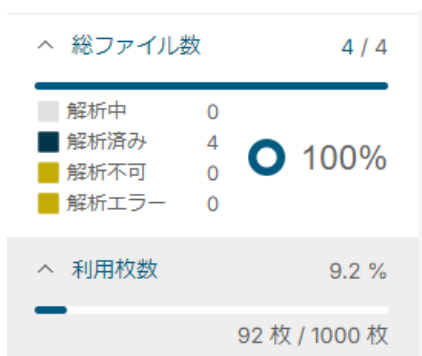 総ファイル数 4 / 4
解析中 0
解析済み 4
解析不可 0
解析エラー 0
100%
利用枚数 9.2 %
92 枚 / 1000 枚